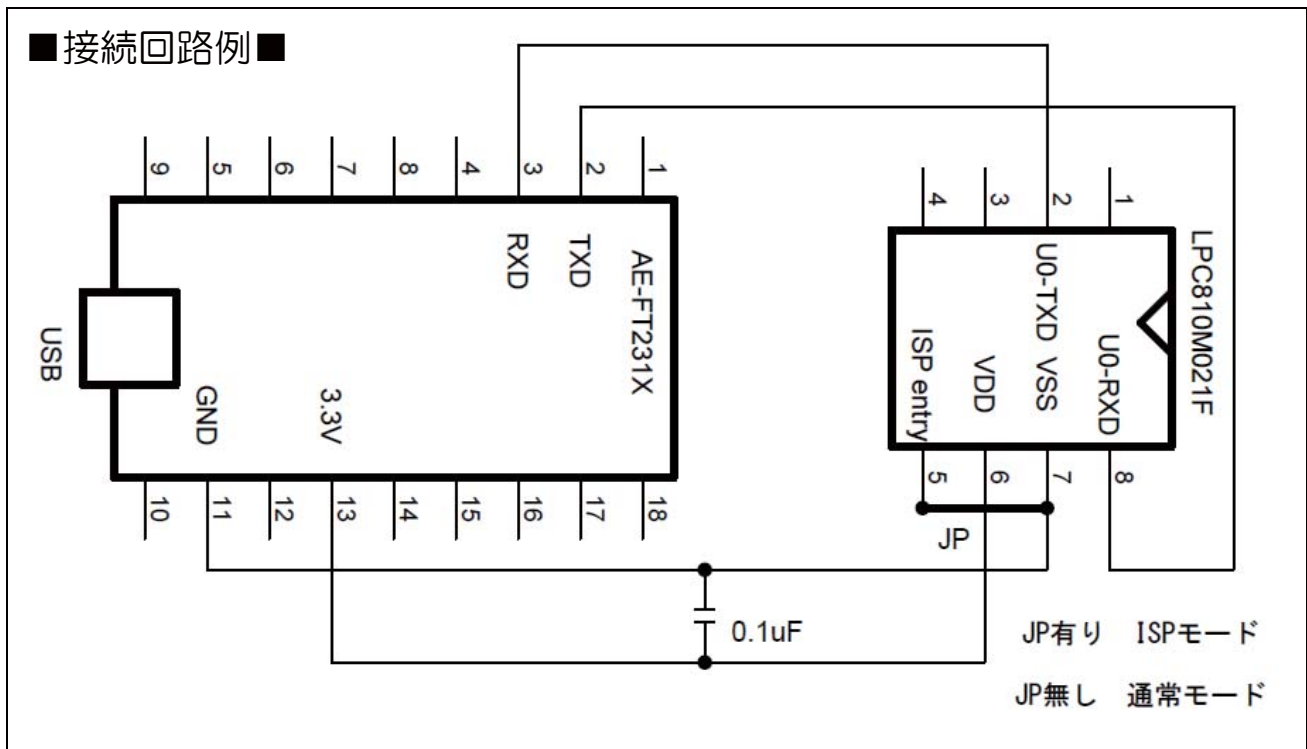 ■接続回路例■
9 5 6 7 8 4 3 2 1
RXD
TXD
AE-FT231X
USB
GND
3.3V
10 11 12 13 14 15 16 17 18
4 3 2 1
LPC810M021F
U0-TXD
U0-RXD
ISP entry
VDD
VSS
5 6 7 8
JP
0.1uF
JP有り ISPモード
JP無し 通常モード